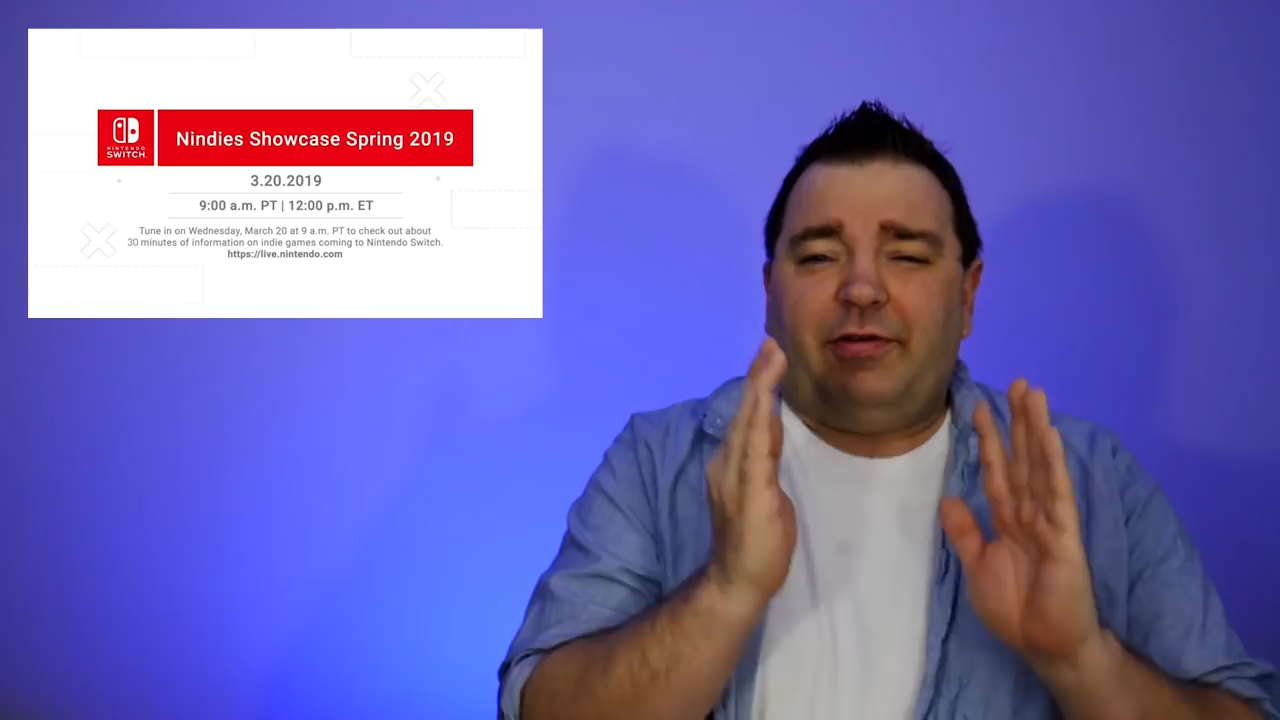 NINTENDO
SWITCH
Nindies Showcase Spring 2019
3.20.2019
9:00 a.m. PT | 12:00 p.m. ET
Tune in on Wednesday, March 20 at 9 a.m. PT to check out about
30 minutes of information on indie games coming to Nintendo Switch.
https://live.nintendo.com